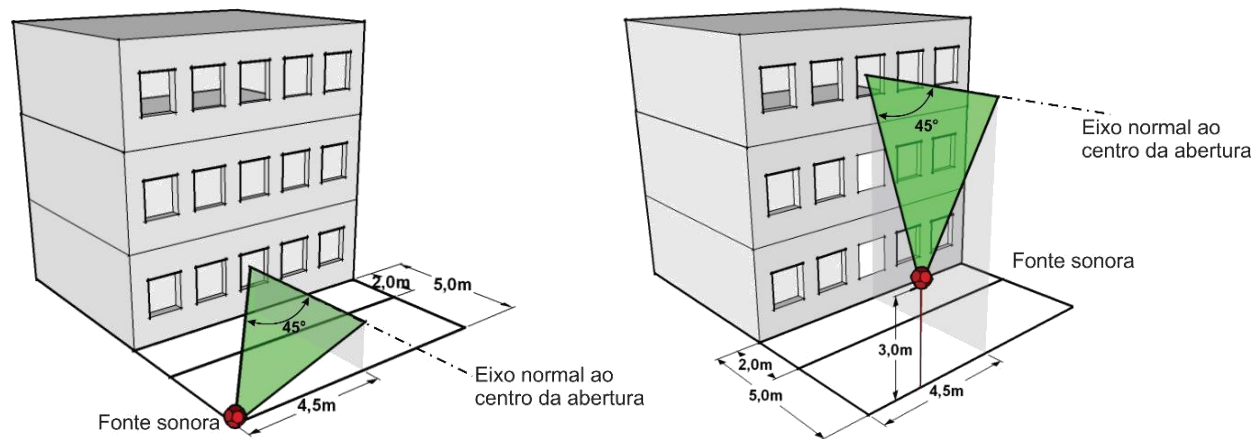 2,0m
5,0m
45°
Eixo normal ao
centro da abertura
4,5m
Fonte sonora
45°
Eixo normal ao
centro da abertura
Fonte sonora
3,0m
2,0m
5,0m
4,5m